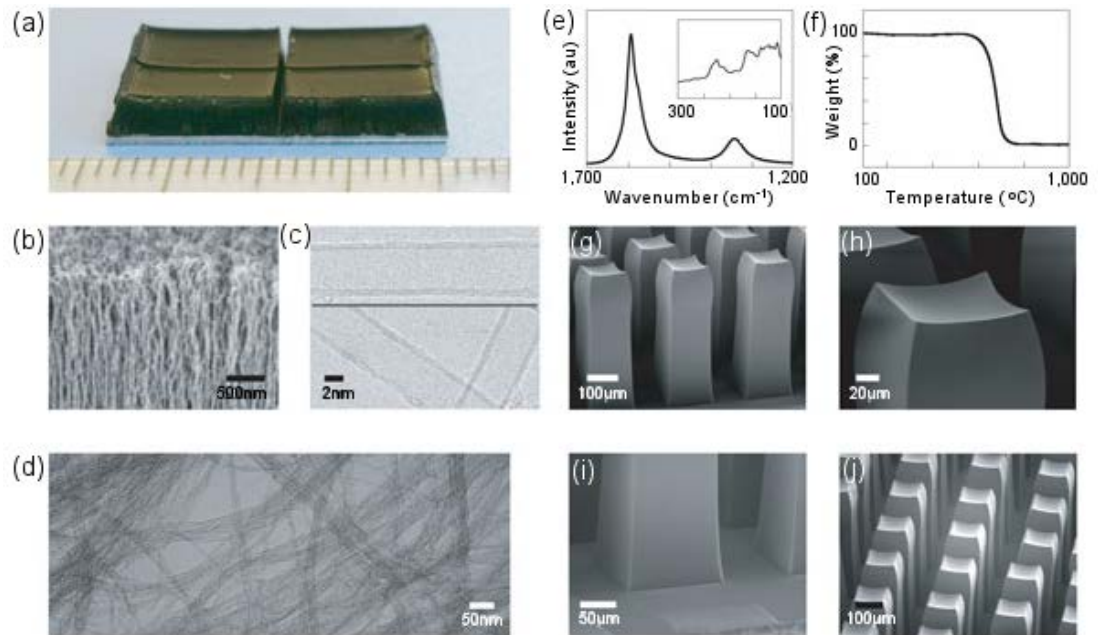 (a)
(e)
Intensity (au)
300
100
1,700
1,200
Wavenumber (cm⁻¹)
(f)
Weight (%)
100
0
100
1,000
Temperature (ºC)
(b)
500nm
(c)
2nm
(g)
100µm
(h)
20µm
(d)
50nm
(i)
50µm
(j)
100µm